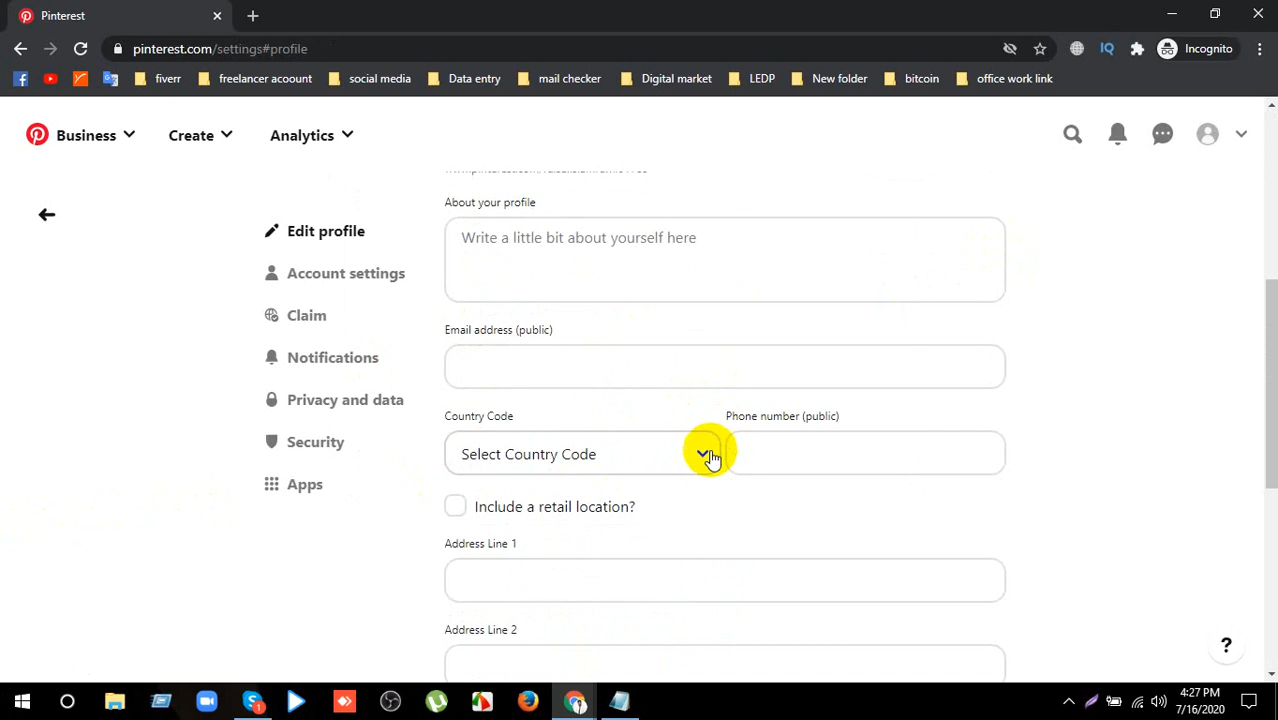 Pinterest
pinterest.com/settings#profile
IQ
Incognito
fiverr
freelancer acount
social media
Data entry
mail checker
Digital market
LEDP
New folder
bitcoin
office work link
Business
Create
Analytics
About your profile
Write a little bit about yourself here
Edit profile
Account settings
Claim
Notifications
Privacy and data
Security
Apps
Email address (public)
Country Code
Phone number (public)
Select Country Code
Include a retail location?
Address Line 1
Address Line 2
?
4:27 PM
7/16/2020